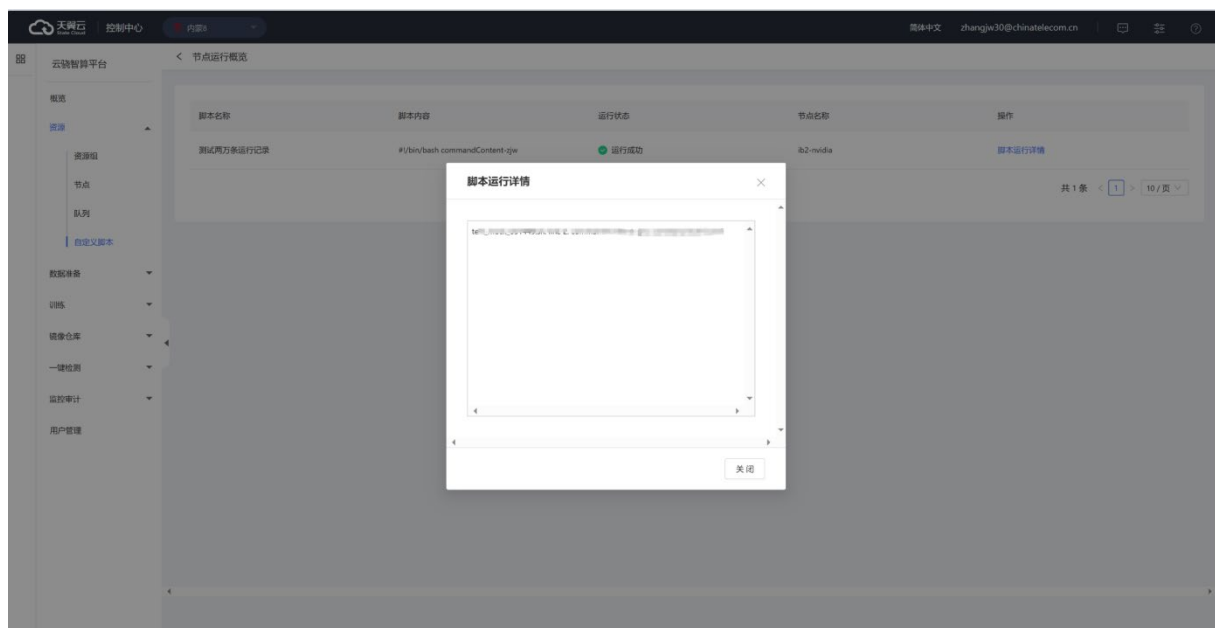 天翼云
State Cloud
控制中心
简体中文
zhangjw30@chinatelecom.cn
云骁智算平台
节点运行概览
概览
资源
资源组
节点
队列
自定义脚本
数据准备
训练
镜像仓库
一键检测
监控审计
用户管理
脚本名称 脚本内容 运行状态 节点名称 操作
测试两万条运行记录 #!/bin/bash commandContent-zjw 运行成功 ib2-nvidia 脚本运行详情
共 1 条 < 1 > 10 / 页
脚本运行详情
关闭